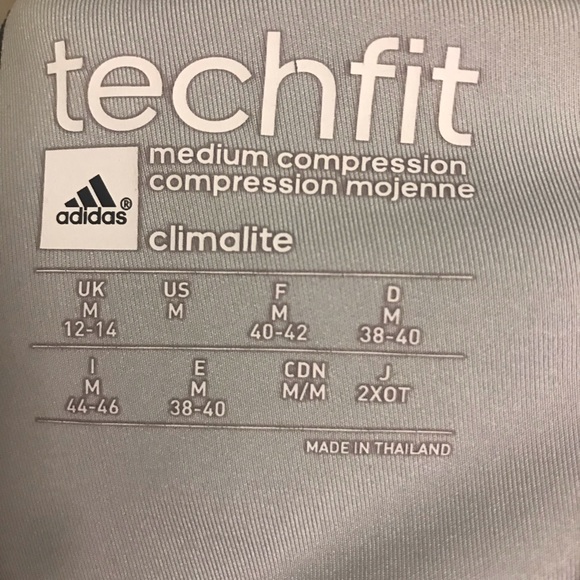 techfit
medium compression
compression mojenne
adidas®
climalite
UK US F D
M M M M
12-14 40-42 38-40
I E CDN J
M M M/M 2XOT
44-46 38-40
MADE IN THAILAND